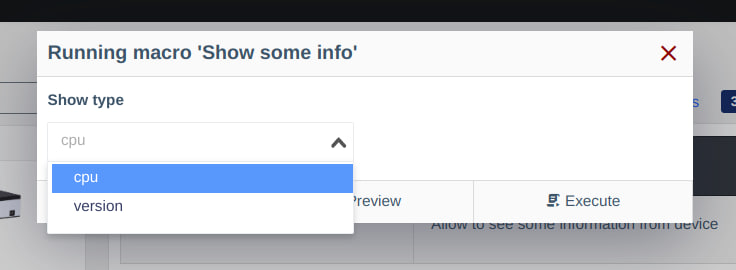 Running macro 'Show some info'
Show type
cpu
cpu
version
Preview
Execute
Allow to see some information from device